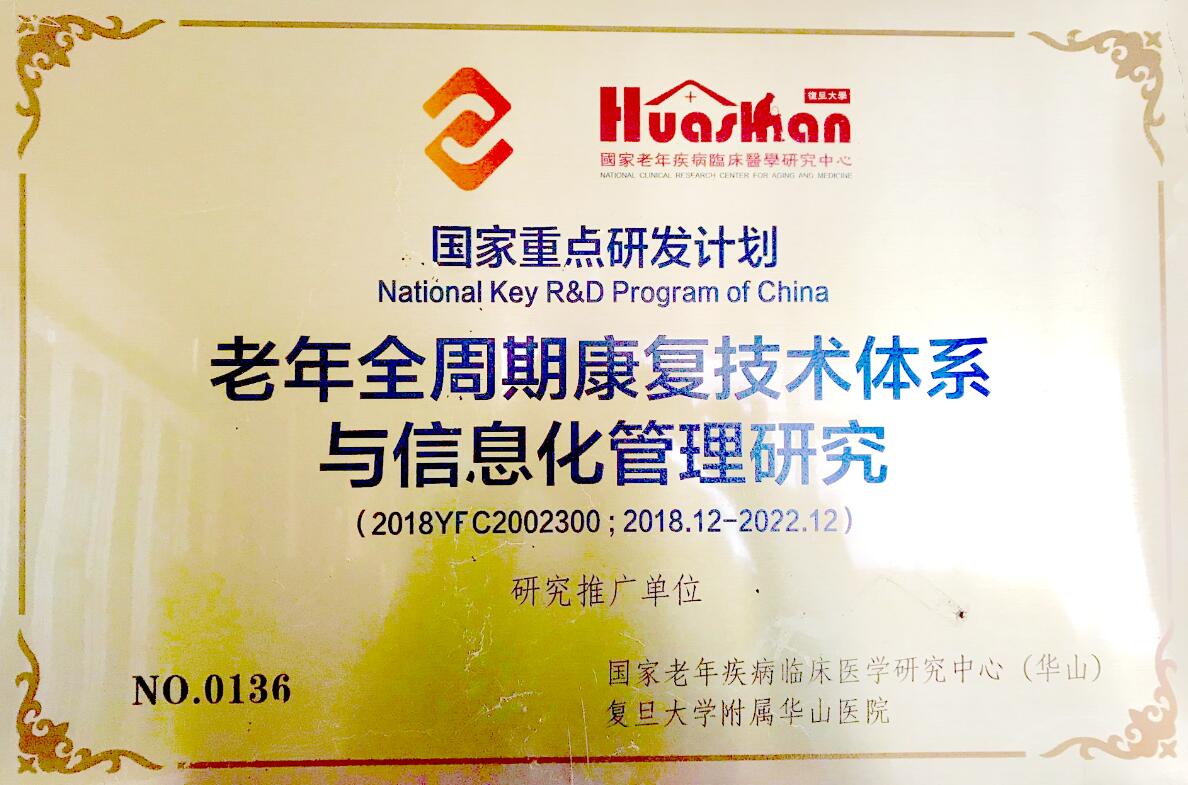 Huashan 復旦大學
國家老年疾病臨床醫學研究中心
NATIONAL CLINICAL RESEARCH CENTER FOR AGING AND MEDICINE
国家重点研发计划
National Key R&D Program of China
老年全周期康复技术体系
与信息化管理研究
(2018YFC2002300;2018.12-2022.12)
研究推广单位
NO.0136
国家老年疾病临床医学研究中心（华山）
复旦大学附属华山医院